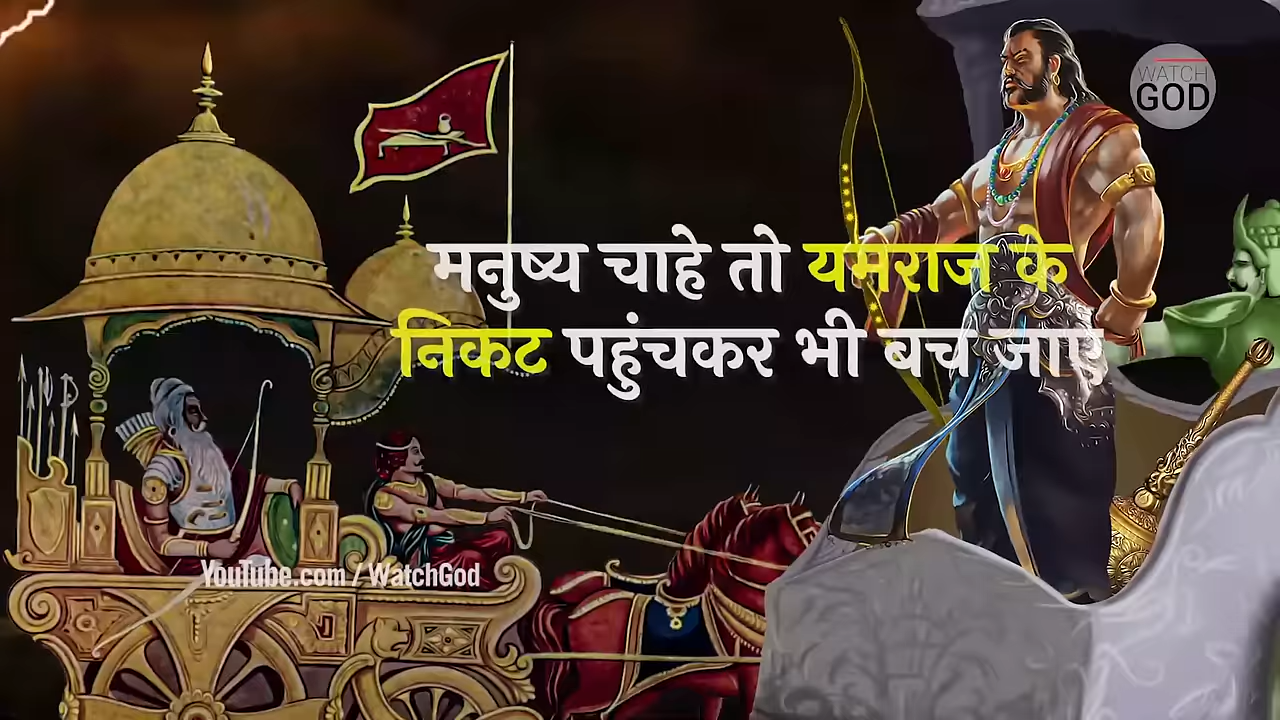 WATCH
GOD
मनुष्य चाहे तो यमराज के
निकट पहुंचकर भी बच जाए
YouTube.com / WatchGod